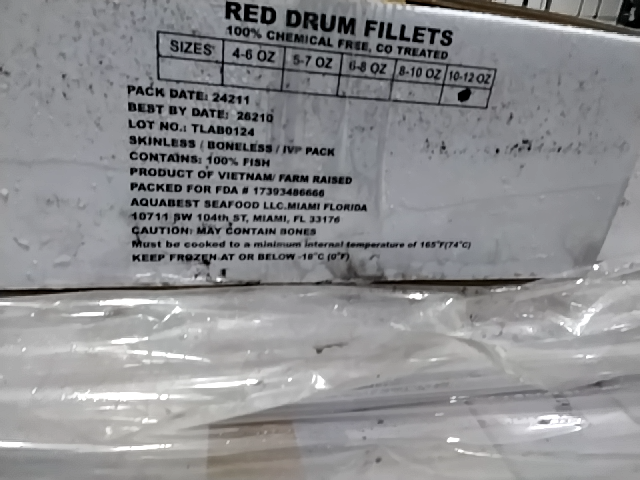 RED DRUM FILLETS
100% CHEMICAL FREE, CO TREATED
SIZES 4-6 OZ 5-7 OZ 6-8 OZ 8-10 OZ 10-12 OZ
PACK DATE: 24211
BEST BY DATE: 26210
LOT NO.: TLAB0124
SKINLESS / BONELESS / IVP PACK
CONTAINS: 100% FISH
PRODUCT OF VIETNAM/ FARM RAISED
PACKED FOR FDA # 17393486666
AQUABEST SEAFOOD LLC.MIAMI FLORIDA
10711 SW 104th ST, MIAMI, FL 33176
CAUTION: MAY CONTAIN BONES
Must be cooked to a minimum internal temperature of 165°F(74°C)
KEEP FROZEN AT OR BELOW -18°C (0°F)